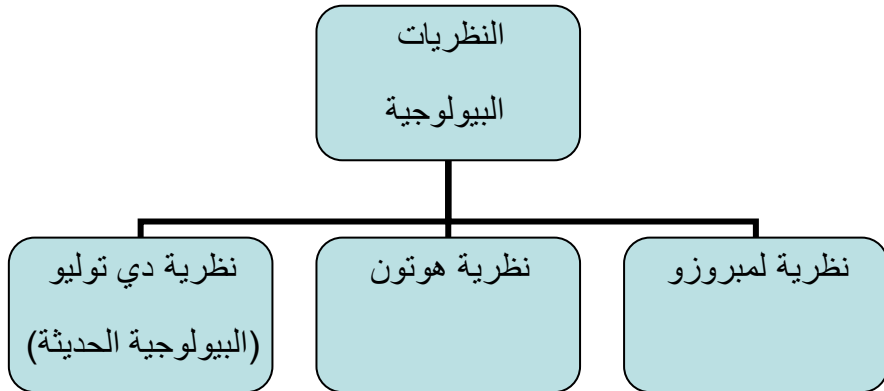 النظريات
البيولوجية
نظرية لمبروزو
نظرية هوتون
نظرية دي توليو
(البيولوجية الحديثة)